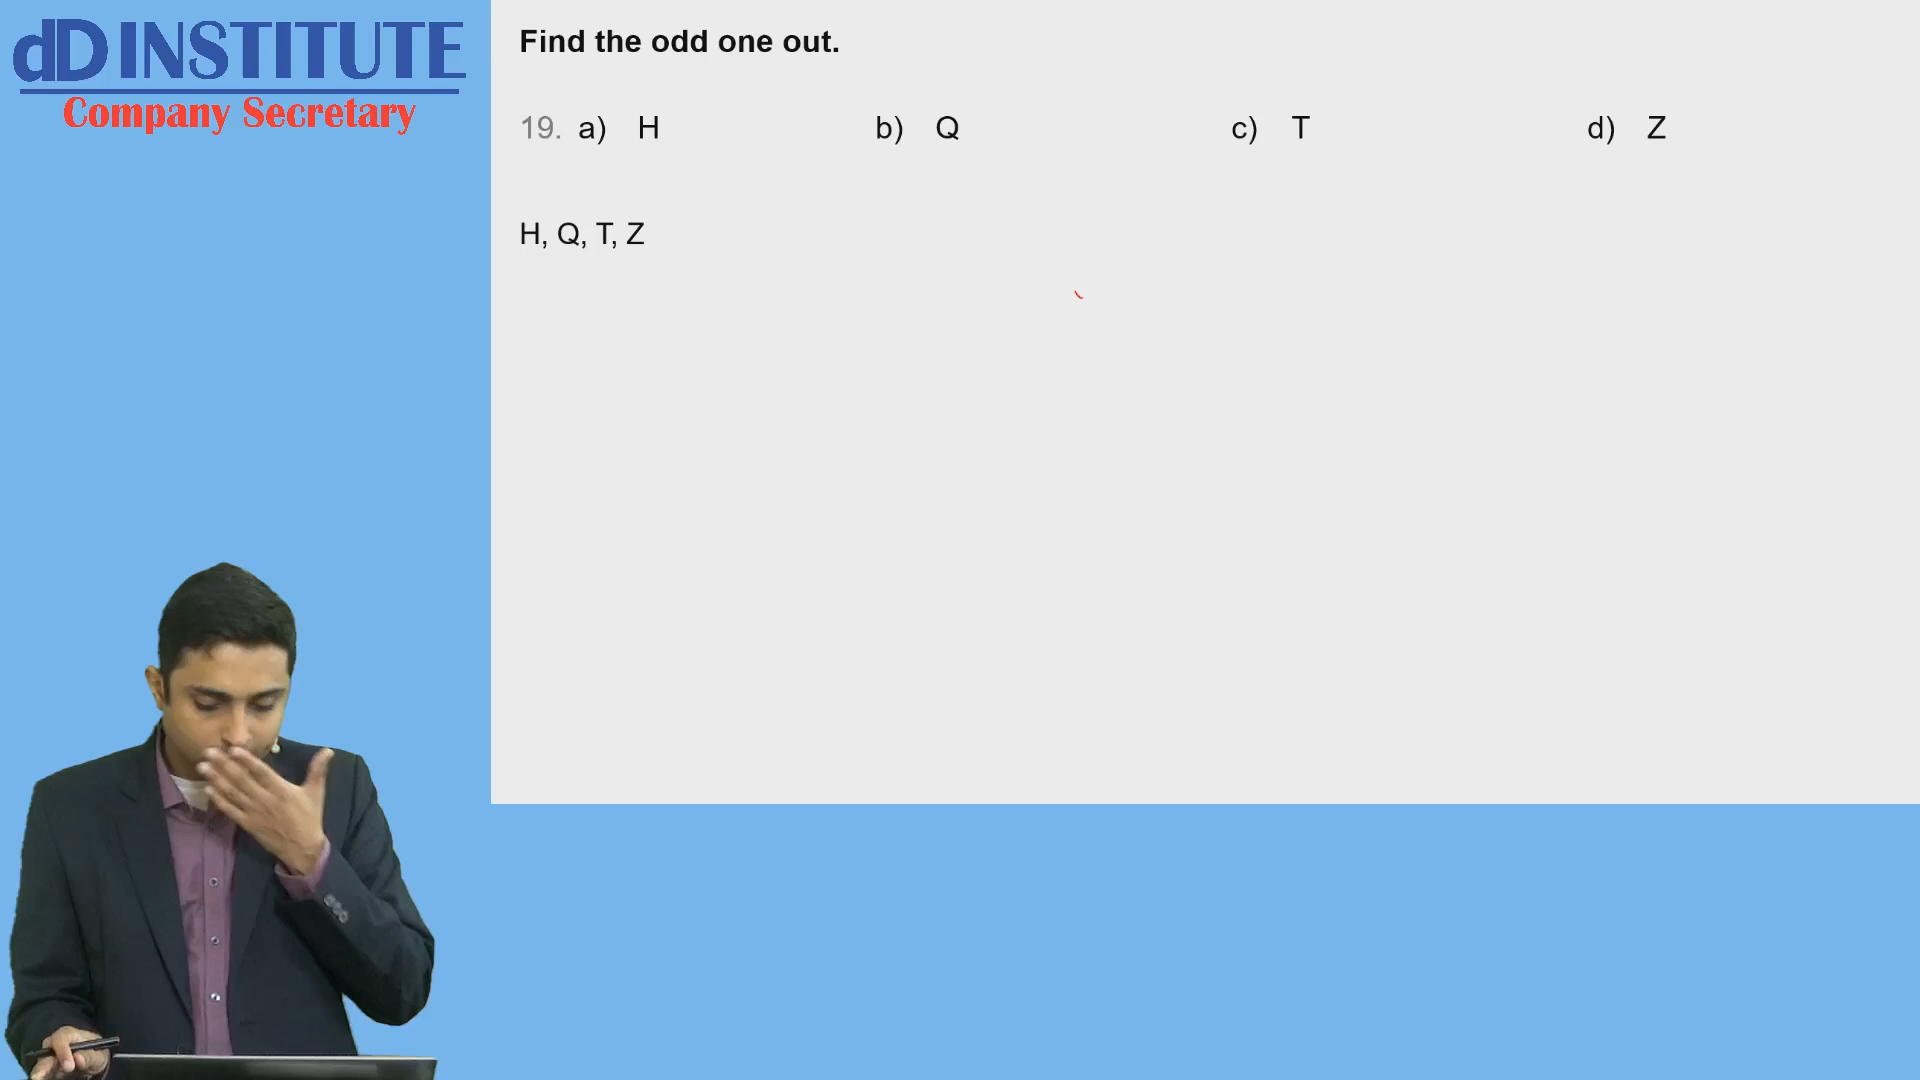 dD INSTITUTE
Company Secretary
Find the odd one out.
19. a) H b) Q c) T d) Z
H, Q, T, Z